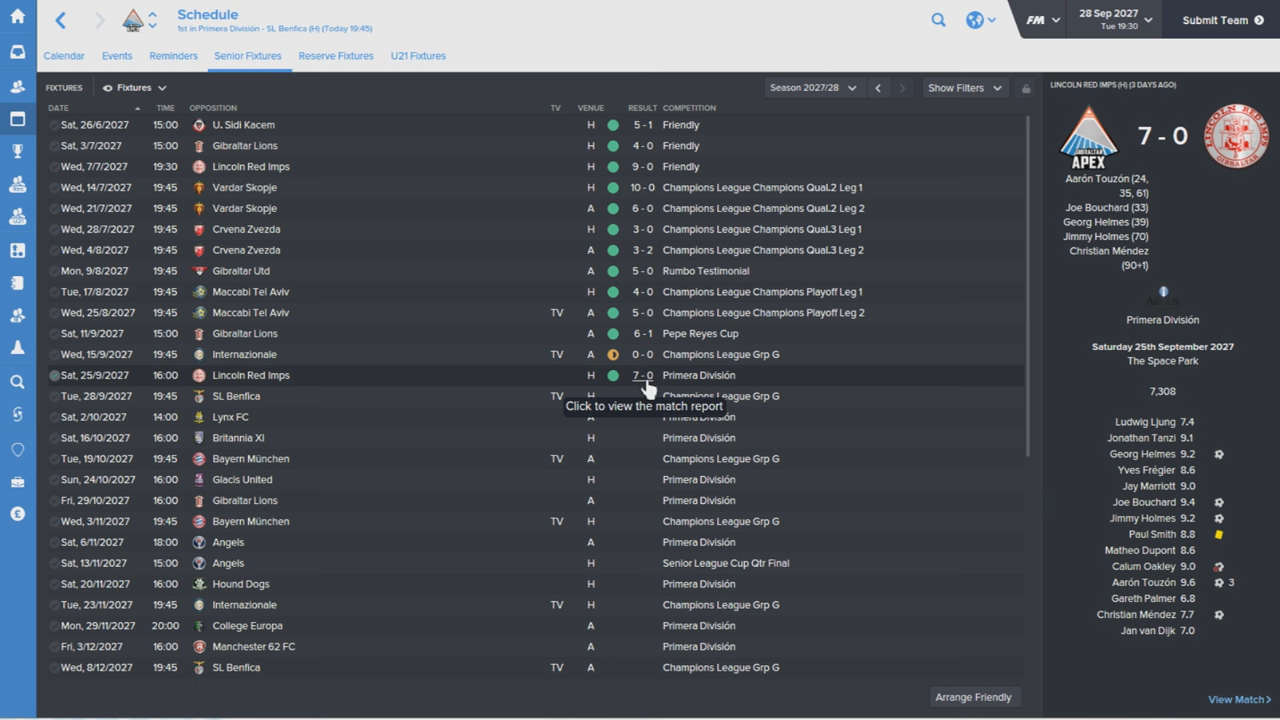 Schedule
1st in Primera División - SL Benfica (H) (Today 19:45)
FM
28 Sep 2027
Tue 19:30
Submit Team
Calendar Events Reminders Senior Fixtures Reserve Fixtures U21 Fixtures
FIXTURES Fixtures Season 2027/28 Show Filters
DATE TIME OPPOSITION TV VENUE RESULT COMPETITION
Sat, 26/6/2027 15:00 U. Sidi Kacem H 5 - 1 Friendly
Sat, 3/7/2027 15:00 Gibraltar Lions H 4 - 0 Friendly
Wed, 7/7/2027 19:30 Lincoln Red Imps H 9 - 0 Friendly
Wed, 14/7/2027 19:45 Vardar Skopje H 10 - 0 Champions League Champions Qual.2 Leg 1
Wed, 21/7/2027 19:45 Vardar Skopje A 6 - 0 Champions League Champions Qual.2 Leg 2
Wed, 28/7/2027 19:45 Crvena Zvezda H 3 - 0 Champions League Champions Qual.3 Leg 1
Wed, 4/8/2027 19:45 Crvena Zvezda A 3 - 2 Champions League Champions Qual.3 Leg 2
Mon, 9/8/2027 19:45 Gibraltar Utd A 5 - 0 Rumbo Testimonial
Tue, 17/8/2027 19:45 Maccabi Tel Aviv H 4 - 0 Champions League Champions Playoff Leg 1
Wed, 25/8/2027 19:45 Maccabi Tel Aviv TV A 5 - 0 Champions League Champions Playoff Leg 2
Sat, 11/9/2027 15:00 Gibraltar Lions A 6 - 1 Pepe Reyes Cup
Wed, 15/9/2027 19:45 Internazionale TV A 0 - 0 Champions League Grp G
Sat, 25/9/2027 16:00 Lincoln Red Imps H 7 - 0 Primera División
Tue, 28/9/2027 19:45 SL Benfica TV H Champions League Grp G
Click to view the match report
Sat, 2/10/2027 14:00 Lynx FC A Primera División
Sat, 16/10/2027 16:00 Britannia XI H Primera División
Tue, 19/10/2027 19:45 Bayern München TV A Champions League Grp G
Sun, 24/10/2027 16:00 Glacis United H Primera División
Fri, 29/10/2027 16:00 Gibraltar Lions A Primera División
Wed, 3/11/2027 19:45 Bayern München TV H Champions League Grp G
Sat, 6/11/2027 18:00 Angels A Primera División
Sat, 13/11/2027 15:00 Angels H Senior League Cup Qtr Final
Sat, 20/11/2027 16:00 Hound Dogs H Primera División
Tue, 23/11/2027 19:45 Internazionale TV H Champions League Grp G
Mon, 29/11/2027 20:00 College Europa A Primera División
Fri, 3/12/2027 16:00 Manchester 62 FC A Primera División
Wed, 8/12/2027 19:45 SL Benfica TV A Champions League Grp G
Arrange Friendly
LINCOLN RED IMPS (H) (3 DAYS AGO)
GIBRALTAR
APEX
7 - 0
LINCOLN RED IMPS
GIBRALTAR
Aarón Touzón (24,
35, 61)
Joe Bouchard (33)
Georg Helmes (39)
Jimmy Holmes (70)
Christian Méndez
(90+1)
Primera División
Saturday 25th September 2027
The Space Park
7,308
Ludwig Ljung 7.4
Jonathan Tanzi 9.1
Georg Helmes 9.2
Yves Frégier 8.6
Jay Marriott 9.0
Joe Bouchard 9.4
Jimmy Holmes 9.2
Paul Smith 8.8
Matheo Dupont 8.6
Calum Oakley 9.0
Aarón Touzón 9.6 3
Gareth Palmer 6.8
Christian Méndez 7.7
Jan van Dijk 7.0
View Match